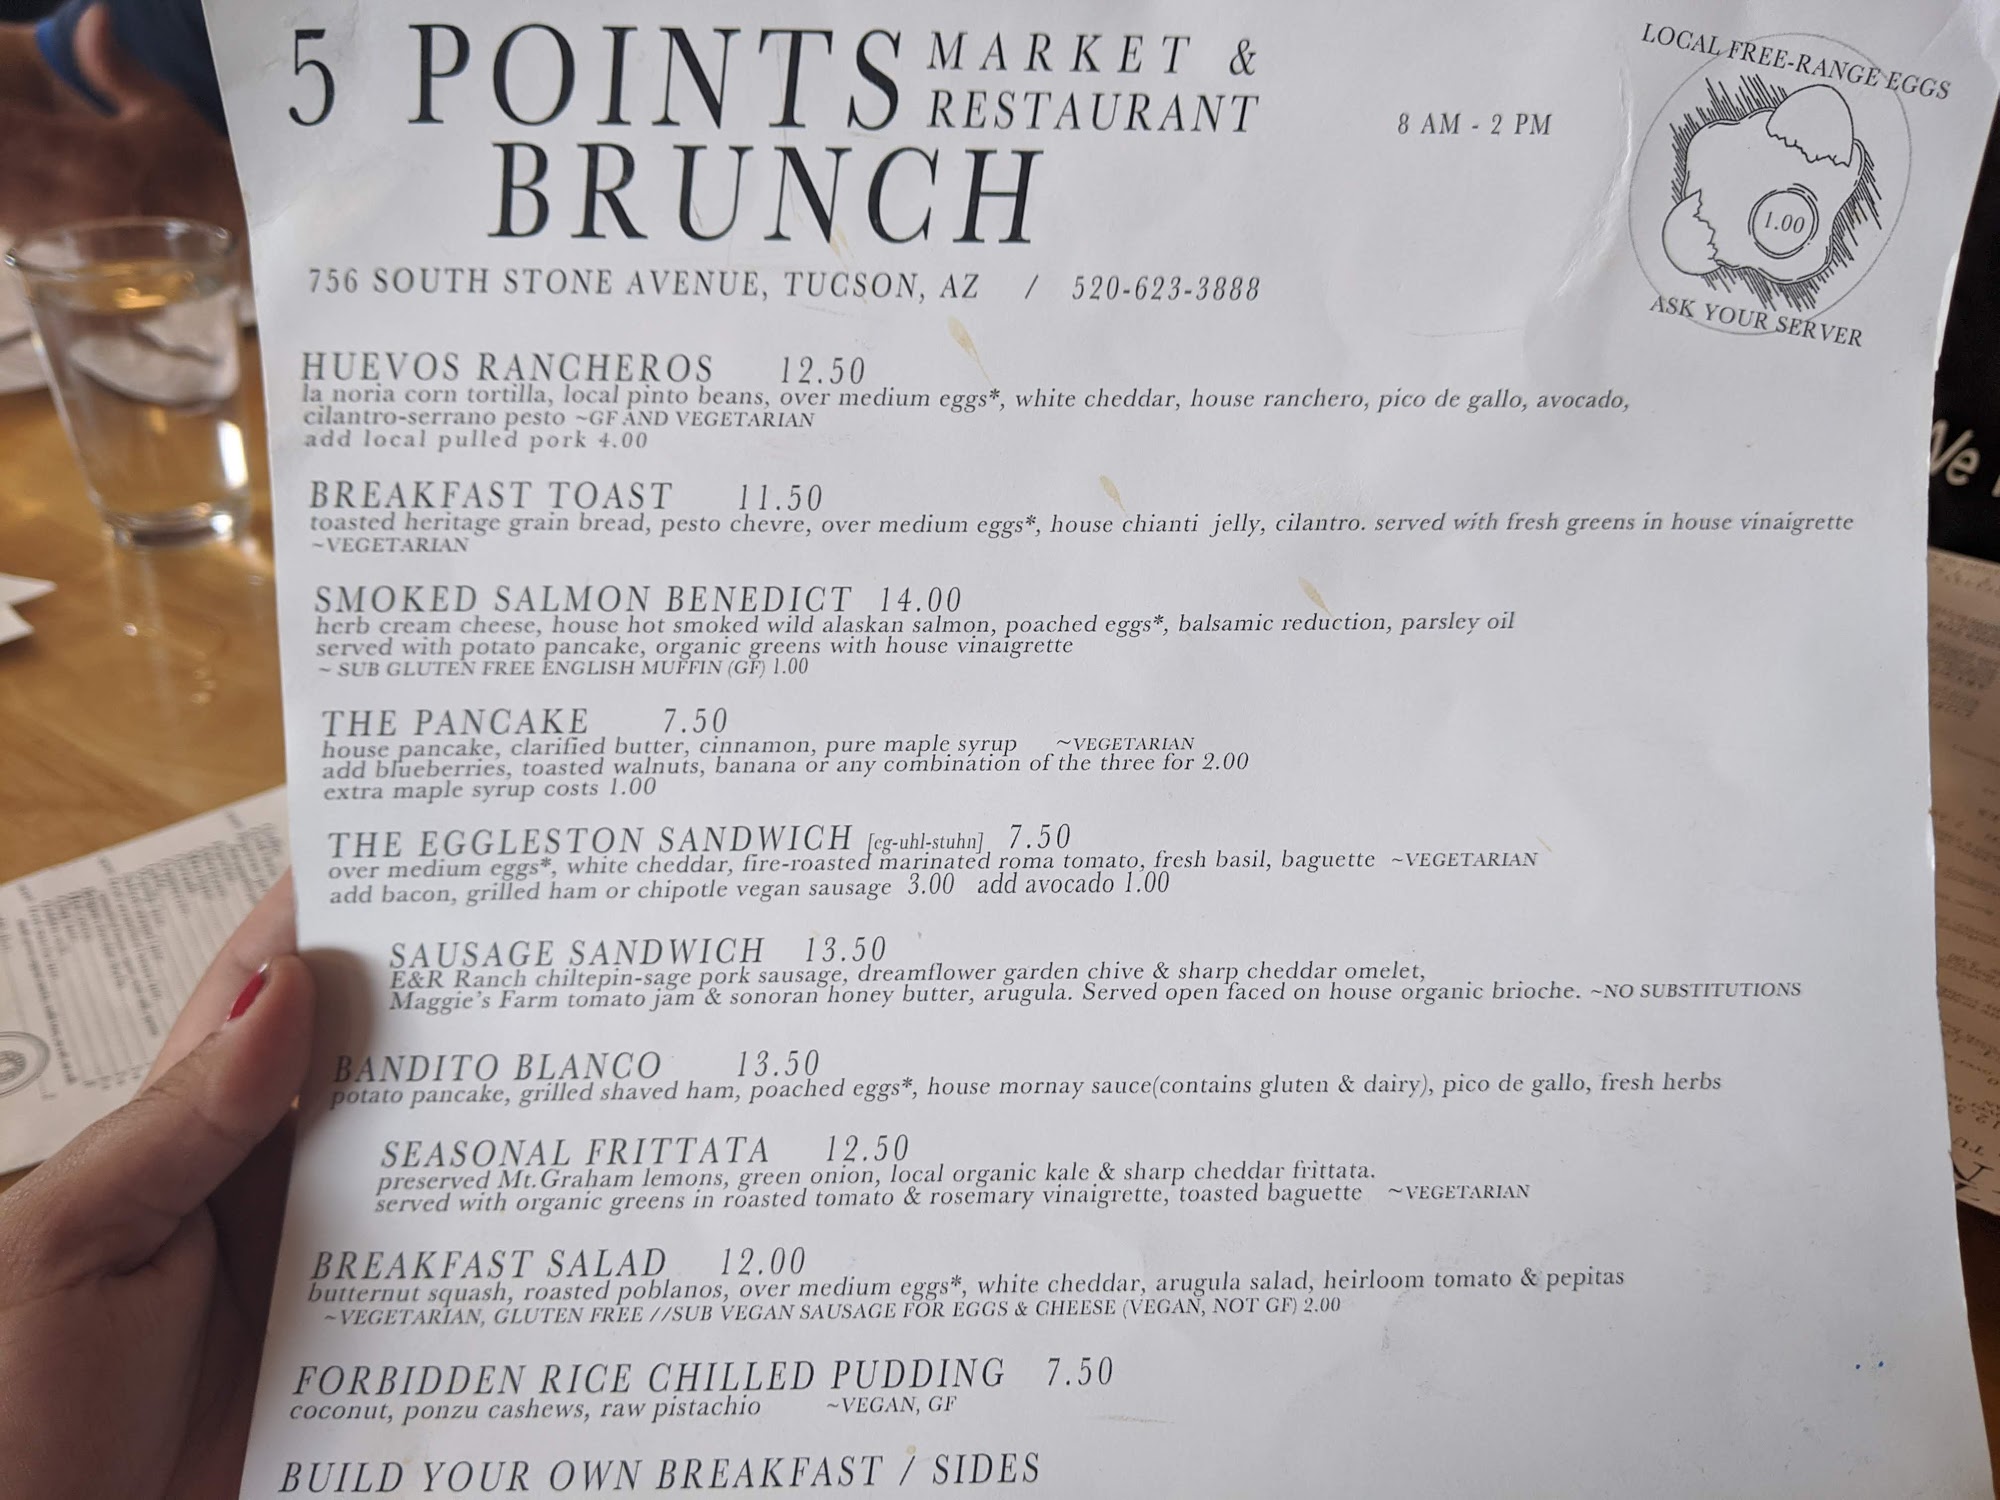 5 POINTS MARKET &
RESTAURANT
BRUNCH
8 AM - 2 PM
LOCAL FREE-RANGE EGGS
1.00
ASK YOUR SERVER
756 SOUTH STONE AVENUE, TUCSON, AZ / 520-623-3888
HUEVOS RANCHEROS 12.50
la noria corn tortilla, local pinto beans, over medium eggs*, white cheddar, house ranchero, pico de gallo, avocado,
cilantro-serrano pesto ~GF AND VEGETARIAN
add local pulled pork 4.00
BREAKFAST TOAST 11.50
toasted heritage grain bread, pesto chevre, over medium eggs*, house chianti jelly, cilantro. served with fresh greens in house vinaigrette
~VEGETARIAN
SMOKED SALMON BENEDICT 14.00
herb cream cheese, house hot smoked wild alaskan salmon, poached eggs*, balsamic reduction, parsley oil
served with potato pancake, organic greens with house vinaigrette
~ SUB GLUTEN FREE ENGLISH MUFFIN (GF) 1.00
THE PANCAKE 7.50
house pancake, clarified butter, cinnamon, pure maple syrup ~VEGETARIAN
add blueberries, toasted walnuts, banana or any combination of the three for 2.00
extra maple syrup costs 1.00
THE EGGLESTON SANDWICH [eg-uhl-stuhn] 7.50
over medium eggs*, white cheddar, fire-roasted marinated roma tomato, fresh basil, baguette ~VEGETARIAN
add bacon, grilled ham or chipotle vegan sausage 3.00 add avocado 1.00
SAUSAGE SANDWICH 13.50
E&R Ranch chiltepin-sage pork sausage, dreamflower garden chive & sharp cheddar omelet,
Maggie's Farm tomato jam & sonoran honey butter, arugula. Served open faced on house organic brioche. ~NO SUBSTITUTIONS
BANDITO BLANCO 13.50
potato pancake, grilled shaved ham, poached eggs*, house mornay sauce(contains gluten & dairy), pico de gallo, fresh herbs
SEASONAL FRITTATA 12.50
preserved Mt.Graham lemons, green onion, local organic kale & sharp cheddar frittata.
served with organic greens in roasted tomato & rosemary vinaigrette, toasted baguette ~VEGETARIAN
BREAKFAST SALAD 12.00
butternut squash, roasted poblanos, over medium eggs*, white cheddar, arugula salad, heirloom tomato & pepitas
~VEGETARIAN, GLUTEN FREE //SUB VEGAN SAUSAGE FOR EGGS & CHEESE (VEGAN, NOT GF) 2.00
FORBIDDEN RICE CHILLED PUDDING 7.50
coconut, ponzu cashews, raw pistachio ~VEGAN, GF
BUILD YOUR OWN BREAKFAST / SIDES
We